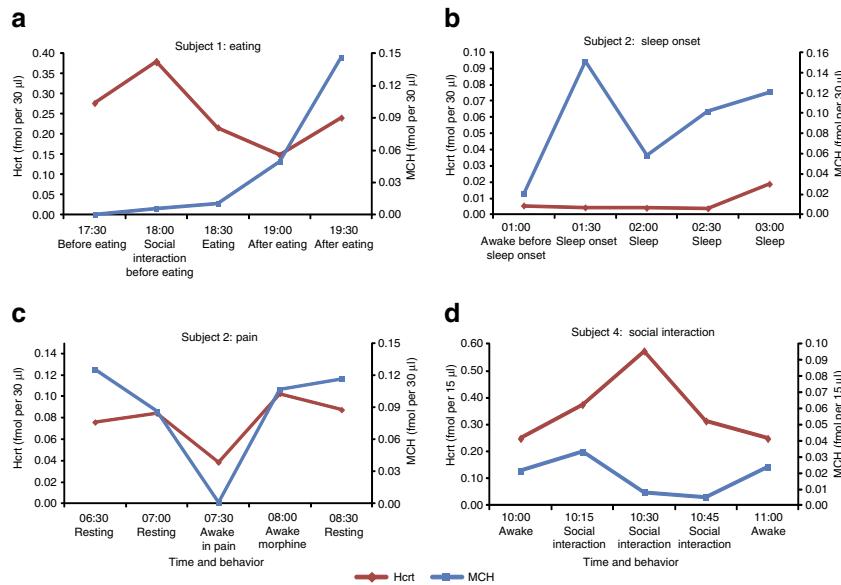 a
Subject 1: eating
Hcrt (fmol per 30 µl)
0.40
0.35
0.30
0.25
0.20
0.15
0.10
0.05
0.00
MCH (fmol per 30 µl)
0.15
0.12
0.09
0.06
0.03
0.00
17:30 18:00 18:30 19:00 19:30
Before eating Social Eating After eating After eating
interaction
before eating
b
Subject 2: sleep onset
Hcrt (fmol per 30 µl)
0.10
0.09
0.08
0.07
0.06
0.05
0.04
0.03
0.02
0.01
0.00
MCH (fmol per 30 µl)
0.16
0.14
0.12
0.10
0.08
0.06
0.04
0.02
0.00
01:00 01:30 02:00 02:30 03:00
Awake before Sleep onset Sleep Sleep Sleep
sleep onset
c
Subject 2: pain
Hcrt (fmol per 30 µl)
0.14
0.12
0.10
0.08
0.06
0.04
0.02
0.00
MCH (fmol per 30 µl)
0.15
0.12
0.09
0.06
0.03
0.00
06:30 07:00 07:30 08:00 08:30
Resting Resting Awake Awake Resting
in pain morphine
Time and behavior
d
Subject 4: social interaction
Hcrt (fmol per 15 µl)
0.60
0.50
0.40
0.30
0.20
0.10
0.00
MCH (fmol per 15 µl)
0.10
0.09
0.08
0.07
0.06
0.05
0.04
0.03
0.02
0.01
0.00
10:00 10:15 10:30 10:45 11:00
Awake Social Social Social Awake
interaction interaction interaction
Time and behavior
Hcrt MCH